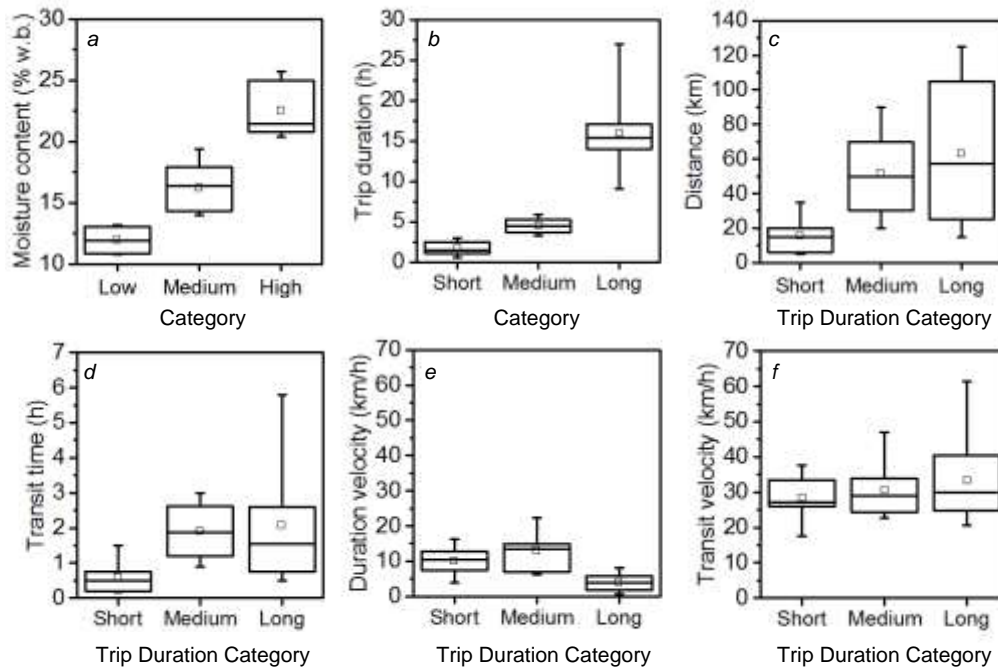 a
Moisture content (% w.b.)
30
25
20
15
10
Low Medium High
Category
b
Trip duration (h)
30
25
20
15
10
5
0
Short Medium Long
Category
c
Distance (km)
140
120
100
80
60
40
20
0
Short Medium Long
Trip Duration Category
d
Transit time (h)
7
6
5
4
3
2
1
0
Short Medium Long
Trip Duration Category
e
Duration velocity (km/h)
70
60
50
40
30
20
10
0
Short Medium Long
Trip Duration Category
f
Transit velocity (km/h)
70
60
50
40
30
20
10
0
Short Medium Long
Trip Duration Category